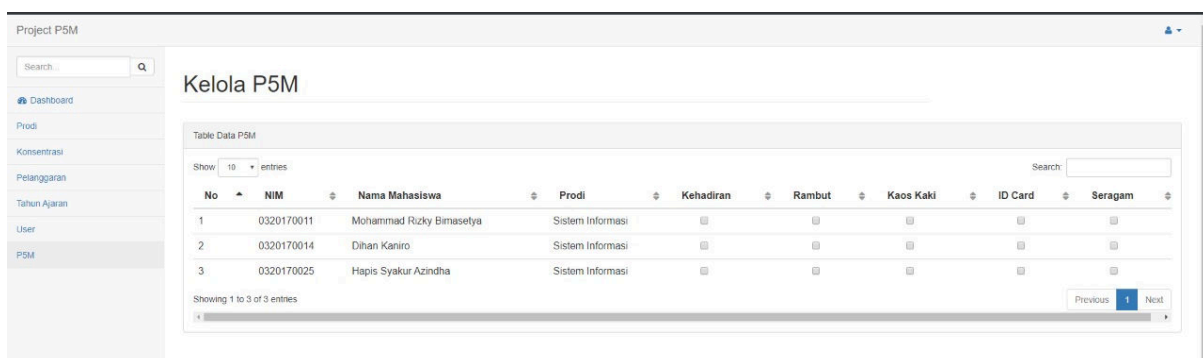 Project P5M
Search...
Dashboard
Prodi
Konsentrasi
Pelanggaran
Tahun Ajaran
User
P5M
Kelola P5M
Table Data P5M
Show 10 entries
Search:
No NIM Nama Mahasiswa Prodi Kehadiran Rambut Kaos Kaki ID Card Seragam
1 0320170011 Mohammad Rizky Bimasetya Sistem Informasi
2 0320170014 Dihan Kaniro Sistem Informasi
3 0320170025 Hapis Syakur Azindha Sistem Informasi
Showing 1 to 3 of 3 entries
Previous 1 Next